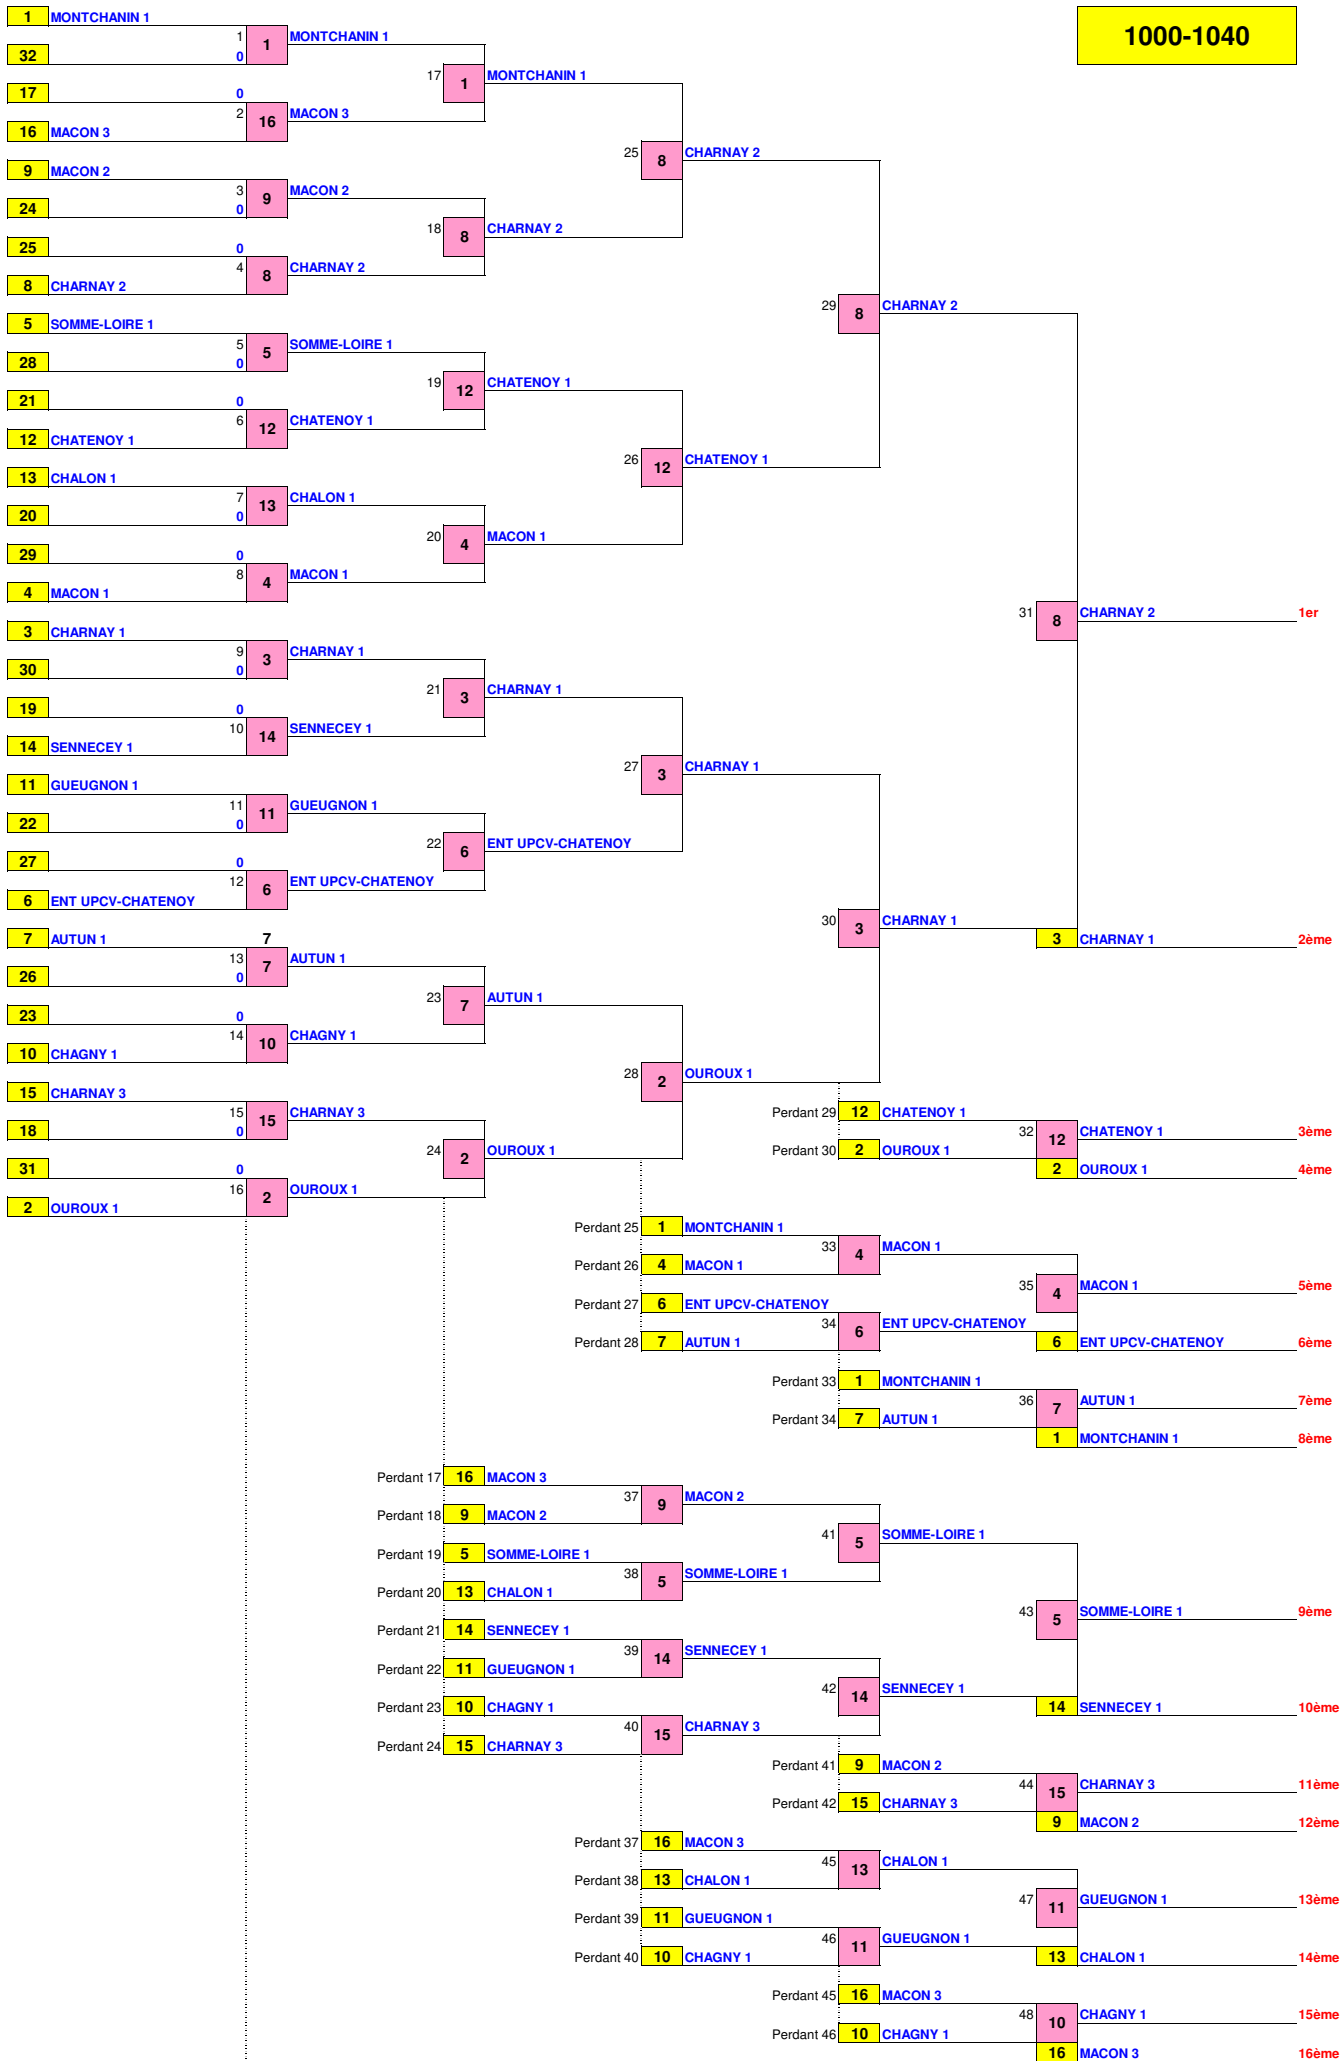 1 MONTCHANIN 1
1000-1040
1 1 MONTCHANIN 1
32 0
17 1 MONTCHANIN 1
17 0
2 16 MACON 3
16 MACON 3
25 8 CHARNAY 2
9 MACON 2
3 9 MACON 2
24 0
18 8 CHARNAY 2
25 0
4 8 CHARNAY 2
8 CHARNAY 2
29 8 CHARNAY 2
5 SOMME-LOIRE 1
5 5 SOMME-LOIRE 1
28 0
19 12 CHATENOY 1
21 0
6 12 CHATENOY 1
12 CHATENOY 1
26 12 CHATENOY 1
13 CHALON 1
7 13 CHALON 1
20 0
20 4 MACON 1
29 0
8 4 MACON 1
4 MACON 1
31 8 CHARNAY 2 1er
3 CHARNAY 1
9 3 CHARNAY 1
30 0
21 3 CHARNAY 1
19 0
10 14 SENNECEY 1
14 SENNECEY 1
27 3 CHARNAY 1
11 GUEUGNON 1
11 11 GUEUGNON 1
22 0
22 6 ENT UPCV-CHATENOY
27 0
12 6 ENT UPCV-CHATENOY
6 ENT UPCV-CHATENOY
30 3 CHARNAY 1
7 AUTUN 1 7
3 CHARNAY 1 2ème
13 7 AUTUN 1
26 0
23 7 AUTUN 1
23 0
14 10 CHAGNY 1
10 CHAGNY 1
28 2 OUROUX 1
15 CHARNAY 3
15 15 CHARNAY 3
Perdant 29 12 CHATENOY 1
18 0
32 12 CHATENOY 1 3ème
24 2 OUROUX 1
Perdant 30 2 OUROUX 1
31 0
2 OUROUX 1 4ème
16 2 OUROUX 1
2 OUROUX 1
Perdant 25 1 MONTCHANIN 1
33 4 MACON 1
Perdant 26 4 MACON 1
35 4 MACON 1 5ème
Perdant 27 6 ENT UPCV-CHATENOY
34 6 ENT UPCV-CHATENOY
Perdant 28 7 AUTUN 1
6 ENT UPCV-CHATENOY 6ème
Perdant 33 1 MONTCHANIN 1
36 7 AUTUN 1 7ème
Perdant 34 7 AUTUN 1
1 MONTCHANIN 1 8ème
Perdant 17 16 MACON 3
37 9 MACON 2
Perdant 18 9 MACON 2
41 5 SOMME-LOIRE 1
Perdant 19 5 SOMME-LOIRE 1
38 5 SOMME-LOIRE 1
Perdant 20 13 CHALON 1
43 5 SOMME-LOIRE 1 9ème
Perdant 21 14 SENNECEY 1
39 14 SENNECEY 1
Perdant 22 11 GUEUGNON 1
42 14 SENNECEY 1
Perdant 23 10 CHAGNY 1
14 SENNECEY 1 10ème
40 15 CHARNAY 3
Perdant 24 15 CHARNAY 3
Perdant 41 9 MACON 2
44 15 CHARNAY 3 11ème
Perdant 42 15 CHARNAY 3
9 MACON 2 12ème
Perdant 37 16 MACON 3
45 13 CHALON 1
Perdant 38 13 CHALON 1
47 11 GUEUGNON 1 13ème
Perdant 39 11 GUEUGNON 1
46 11 GUEUGNON 1
Perdant 40 10 CHAGNY 1
13 CHALON 1 14ème
Perdant 45 16 MACON 3
48 10 CHAGNY 1 15ème
Perdant 46 10 CHAGNY 1
16 MACON 3 16ème